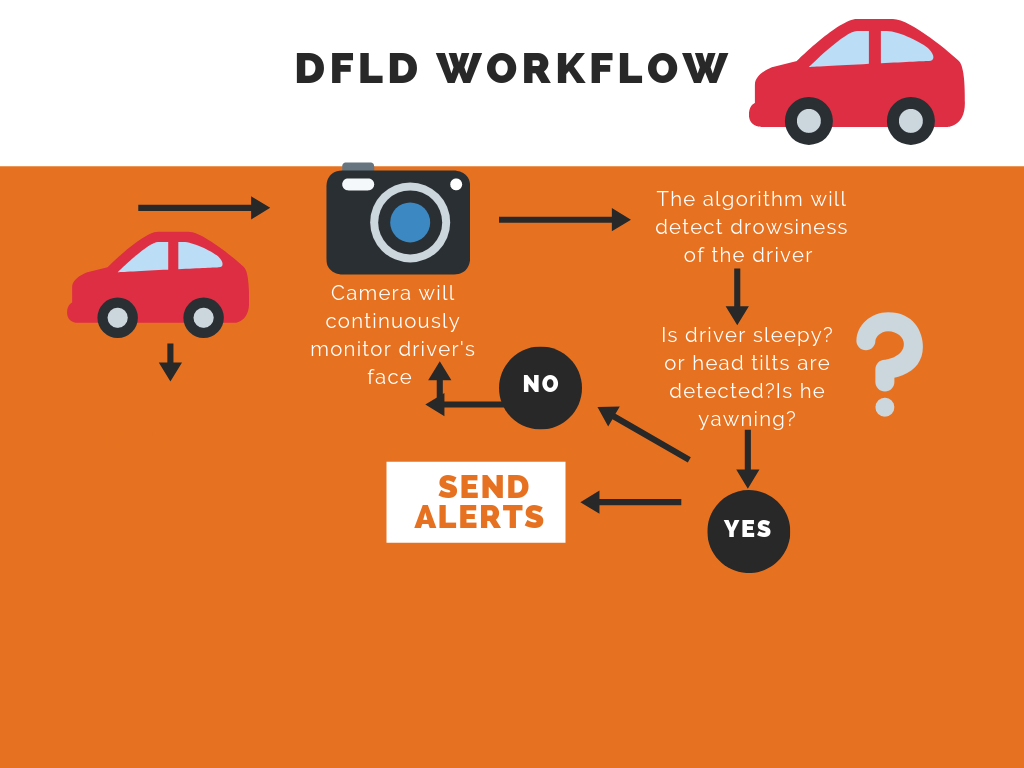 DFLD WORKFLOW
Camera will
continuously
monitor driver's
face
The algorithm will
detect drowsiness
of the driver
Is driver sleepy?
or head tilts are
detected?Is he
yawning?
NO
YES
SEND
ALERTS